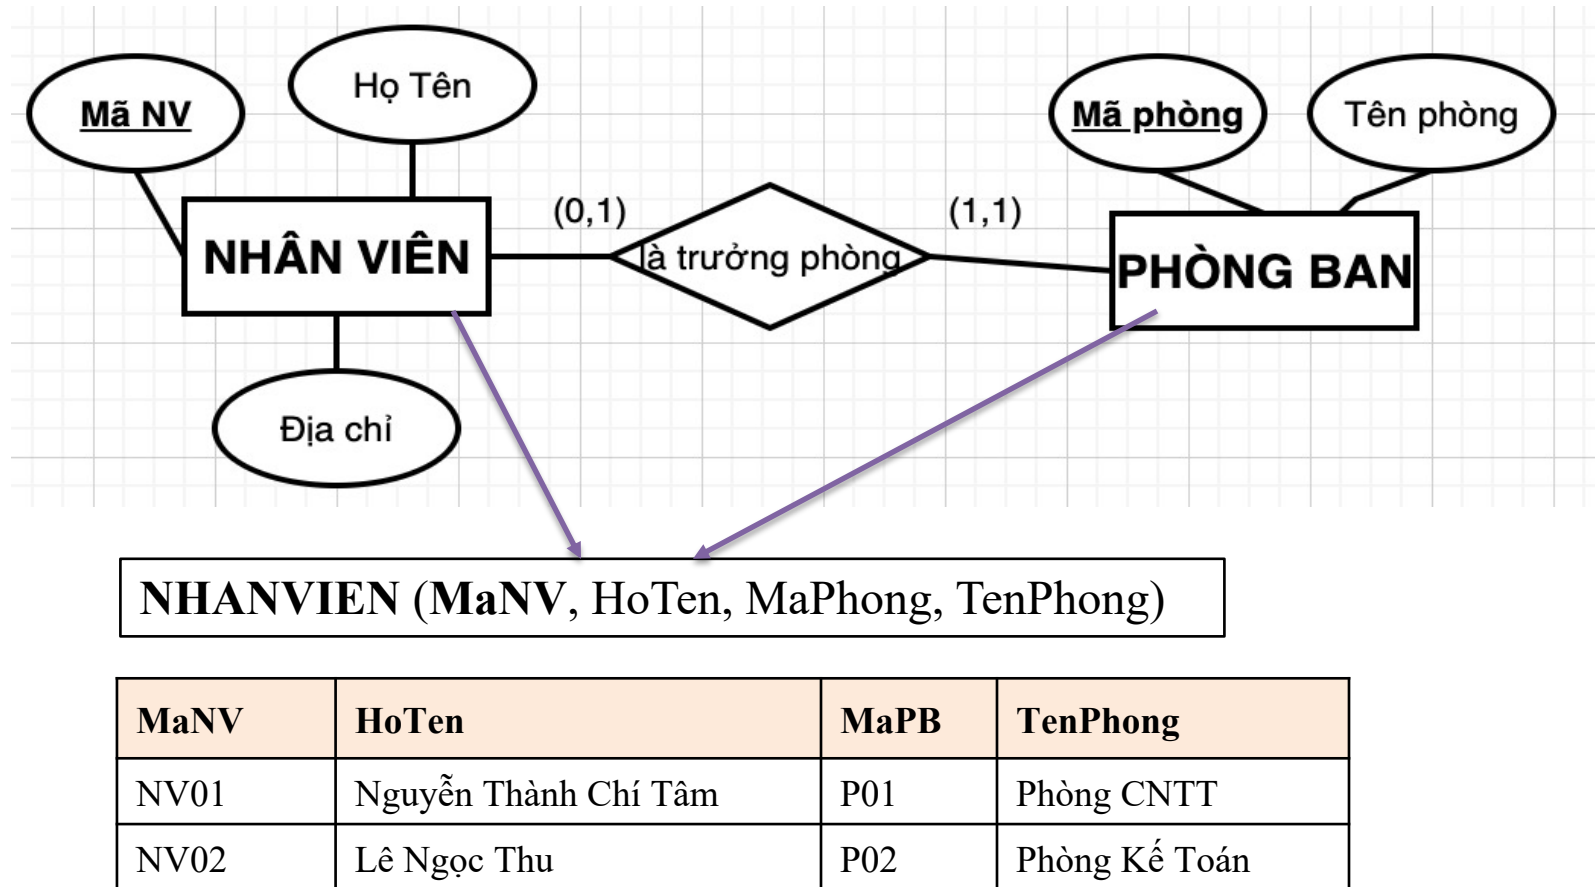 Họ Tên
Mã NV
Mã phòng
Tên phòng
(0,1)
(1,1)
NHÂN VIÊN
là trưởng phòng
PHÒNG BAN
Địa chỉ
NHANVIEN (MaNV, HoTen, MaPhong, TenPhong)
MaNV HoTen MaPB TenPhong
NV01 Nguyễn Thành Chí Tâm P01 Phòng CNTT
NV02 Lê Ngọc Thu P02 Phòng Kế Toán